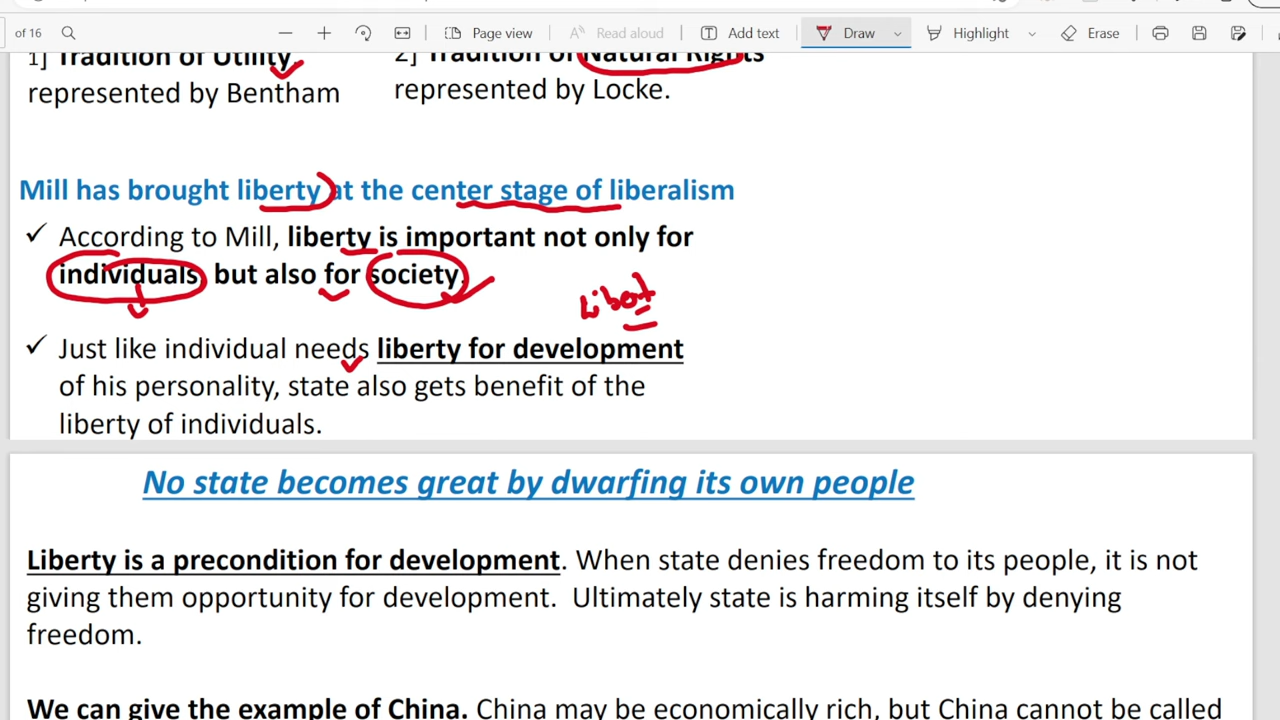 of 16 Page view Read aloud Add text Draw Highlight Erase
1] Tradition of Utility 2] Tradition of Natural Rights
represented by Bentham represented by Locke.
Mill has brought liberty at the center stage of liberalism
✓ According to Mill, liberty is important not only for
individuals, but also for society.
Libert
✓ Just like individual needs liberty for development
of his personality, state also gets benefit of the
liberty of individuals.
No state becomes great by dwarfing its own people
Liberty is a precondition for development. When state denies freedom to its people, it is not
giving them opportunity for development. Ultimately state is harming itself by denying
freedom.
We can give the example of China. China may be economically rich, but China cannot be called